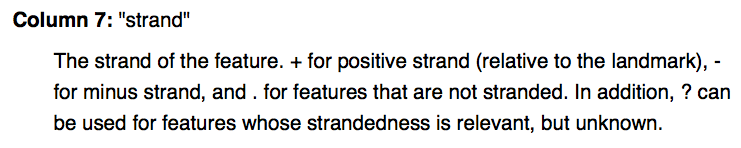 Column 7: "strand"
The strand of the feature. + for positive strand (relative to the landmark), -
for minus strand, and . for features that are not stranded. In addition, ? can
be used for features whose strandedness is relevant, but unknown.